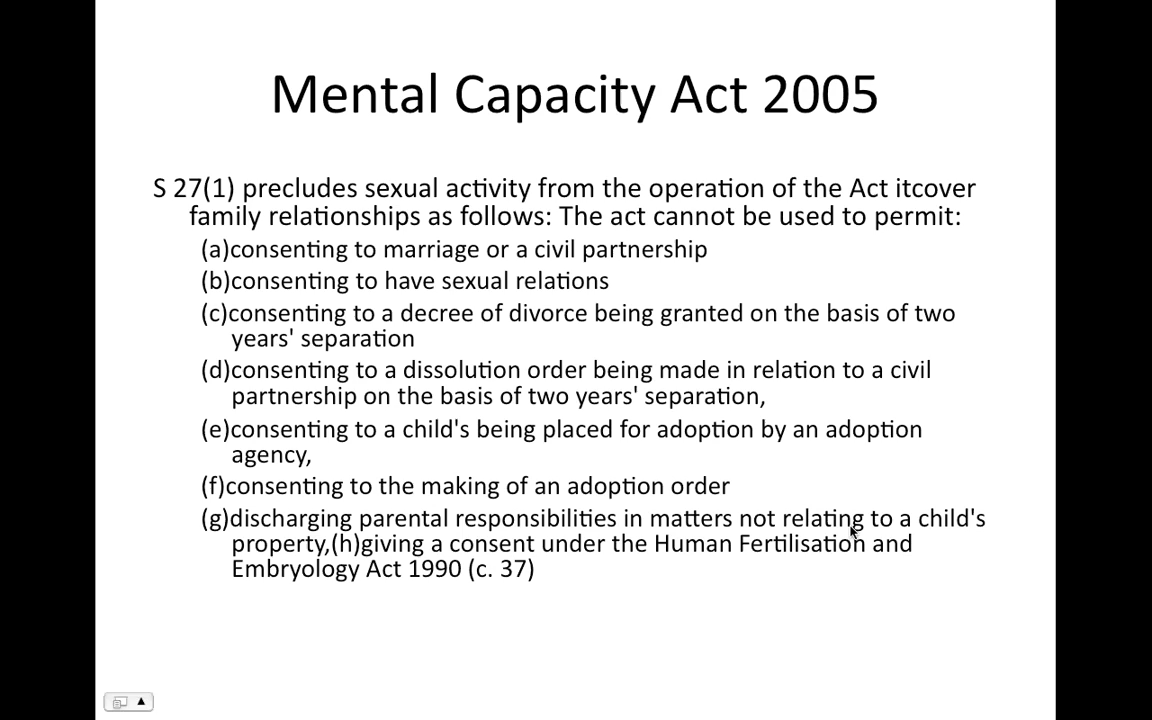 Mental Capacity Act 2005
S 27(1) precludes sexual activity from the operation of the Act itcover
family relationships as follows: The act cannot be used to permit:
(a)consenting to marriage or a civil partnership
(b)consenting to have sexual relations
(c)consenting to a decree of divorce being granted on the basis of two
years' separation
(d)consenting to a dissolution order being made in relation to a civil
partnership on the basis of two years' separation,
(e)consenting to a child's being placed for adoption by an adoption
agency,
(f)consenting to the making of an adoption order
(g)discharging parental responsibilities in matters not relating to a child's
property,(h)giving a consent under the Human Fertilisation and
Embryology Act 1990 (c. 37)